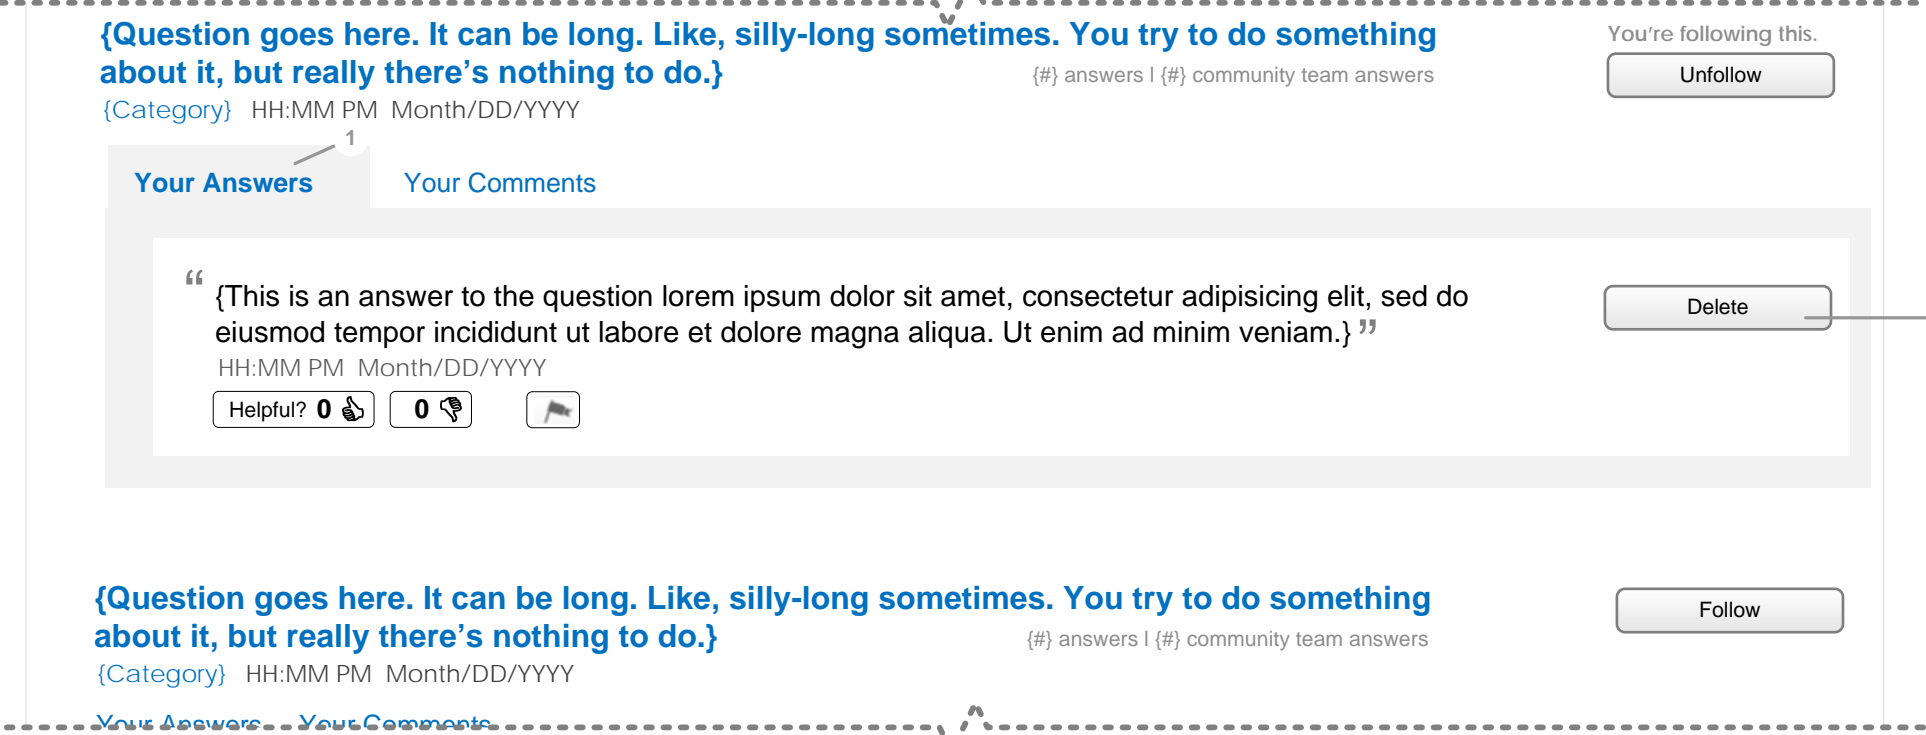 {Question goes here. It can be long. Like, silly-long sometimes. You try to do something
about it, but really there's nothing to do.}
{#} answers I {#} community team answers
You're following this.
Unfollow
{Category} HH:MM PM Month/DD/YYYY
1
Your Answers
Your Comments
“ {This is an answer to the question lorem ipsum dolor sit amet, consectetur adipisicing elit, sed do
eiusmod tempor incididunt ut labore et dolore magna aliqua. Ut enim ad minim veniam.} ”
Delete
HH:MM PM Month/DD/YYYY
Helpful? 0
0
{Question goes here. It can be long. Like, silly-long sometimes. You try to do something
about it, but really there's nothing to do.}
{#} answers I {#} community team answers
Follow
{Category} HH:MM PM Month/DD/YYYY
Your Answers Your Comments